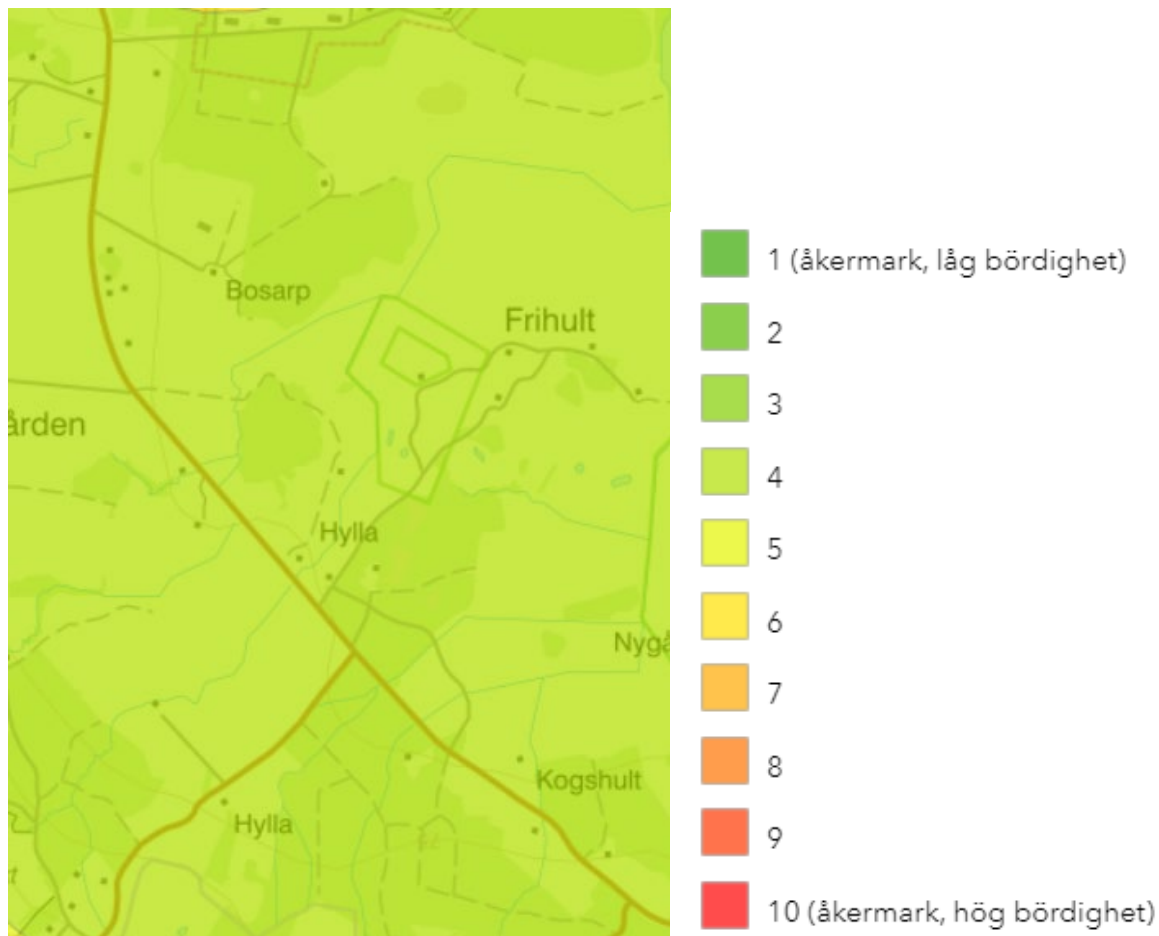 Bosarp
Frihult
ården
Hylla
Nygå
Kogshult
Hylla
1 (åkermark, låg bördighet)
2
3
4
5
6
7
8
9
10 (åkermark, hög bördighet)